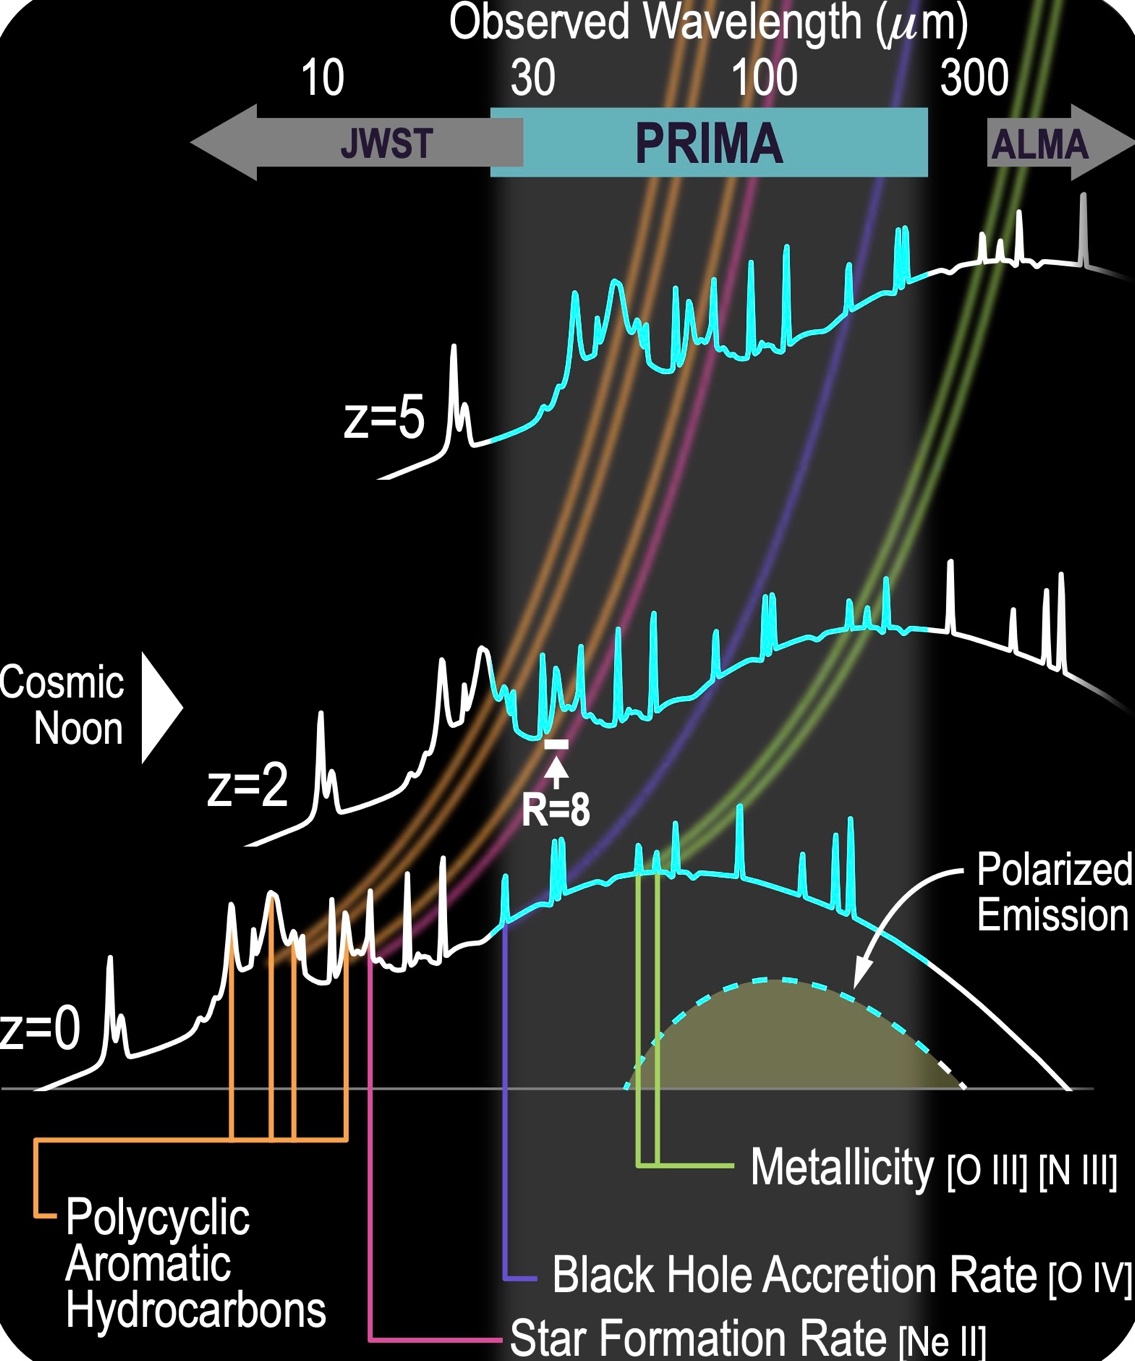 Observed Wavelength (μm)
10 30 100 300
JWST PRIMA ALMA
z=5
Cosmic
Noon
z=2
R=8
Polarized
Emission
z=0
Metallicity [O III] [N III]
Polycyclic
Aromatic
Hydrocarbons
Black Hole Accretion Rate [O IV]
Star Formation Rate [Ne II]